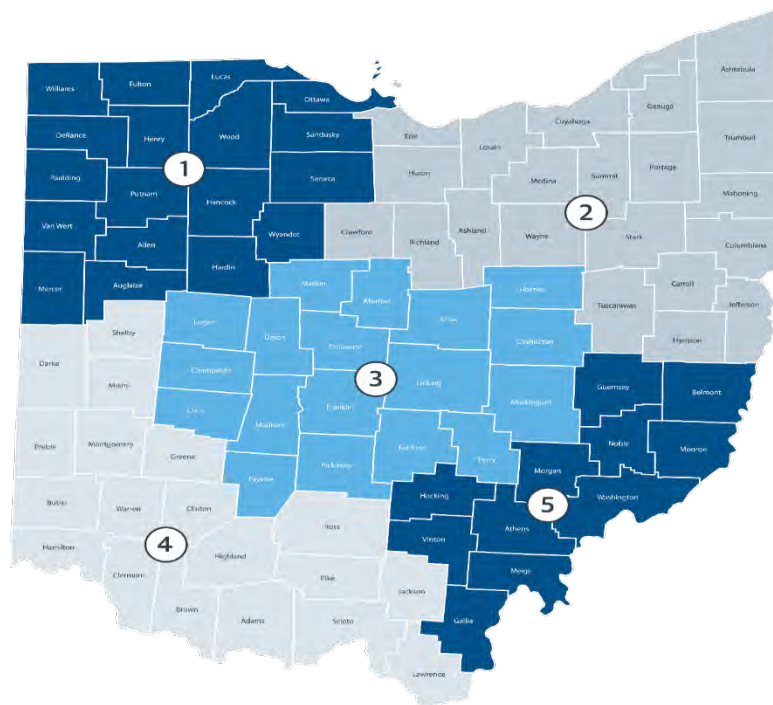 Williams
Fulton
Lucas
Ottawa
Defiance
Henry
Wood
Sandusky
Paulding
1
Putnam
Hancock
Seneca
Van Wert
Allen
Wyandot
Mercer
Auglaize
Hardin
Ashtabula
Geauga
Cuyahoga
Erie
Lorain
Trumbull
Huron
Medina
Summit
Portage
Mahoning
2
Crawford
Richland
Ashland
Wayne
Stark
Columbiana
Carroll
Tuscarawas
Jefferson
Harrison
Marion
Morrow
Holmes
Logan
Union
Knox
Delaware
Coshocton
Champaign
3
Licking
Clark
Franklin
Muskingum
Madison
Fairfield
Perry
Fayette
Pickaway
Shelby
Darke
Miami
Preble
Montgomery
Greene
Butler
Warren
Clinton
Ross
Hamilton
4
Highland
Clermont
Pike
Jackson
Brown
Adams
Scioto
Lawrence
Guernsey
Belmont
Noble
Monroe
Morgan
Hocking
5
Washington
Athens
Vinton
Meigs
Gallia